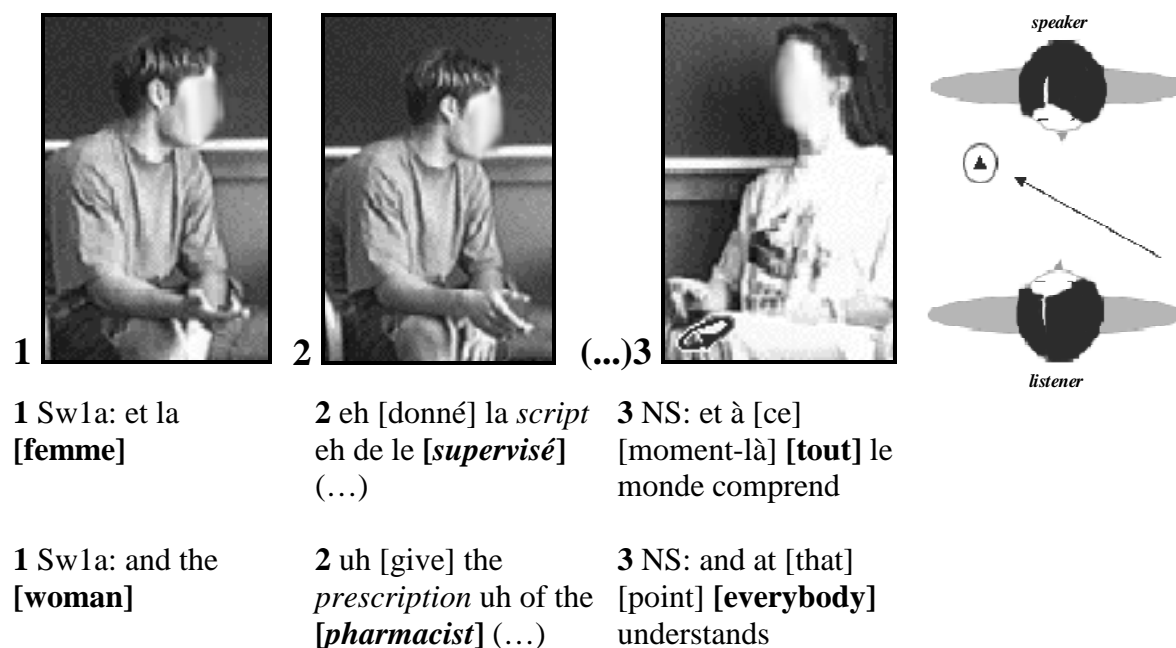 speaker
1
2
(...)3
listener
1 Sw1a: et la
[femme]
2 eh [donné] la script
eh de le [supervisé]
(…)
3 NS: et à [ce]
[moment-là] [tout] le
monde comprend
1 Sw1a: and the
[woman]
2 uh [give] the
prescription uh of the
[pharmacist] (…)
3 NS: and at [that]
[point] [everybody]
understands